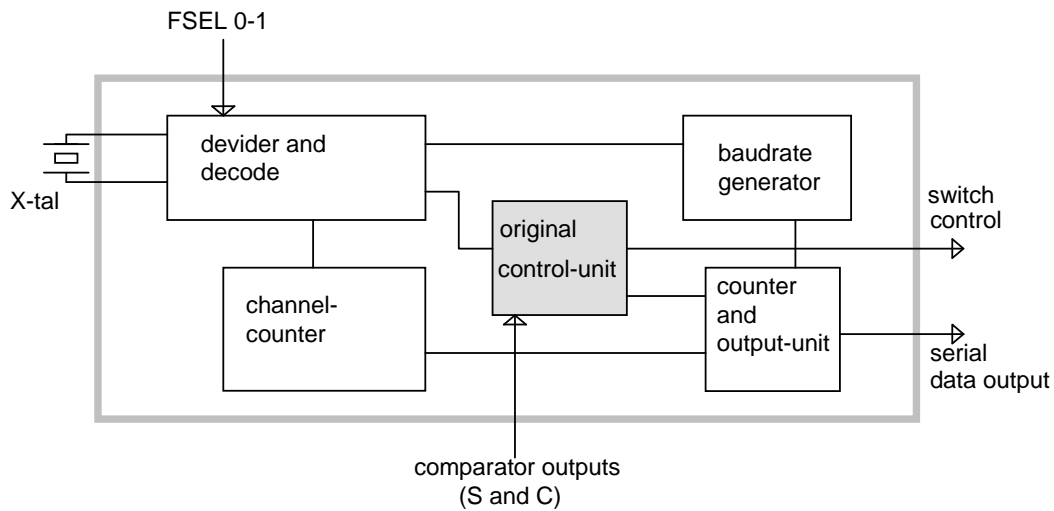 FSEL 0-1
devider and
decode
baudrate
generator
X-tal
switch
control
original
control-unit
channel-
counter
counter
and
output-unit
serial
data output
comparator outputs
(S and C)